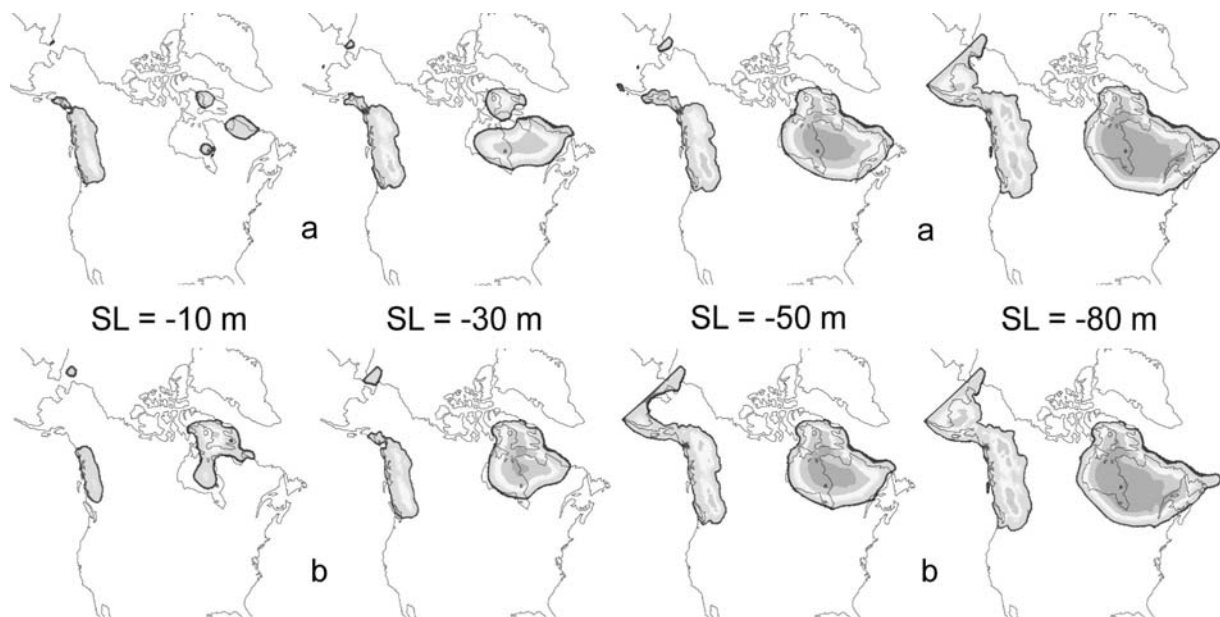 a
a
SL = -10 m
SL = -30 m
SL = -50 m
SL = -80 m
b
b